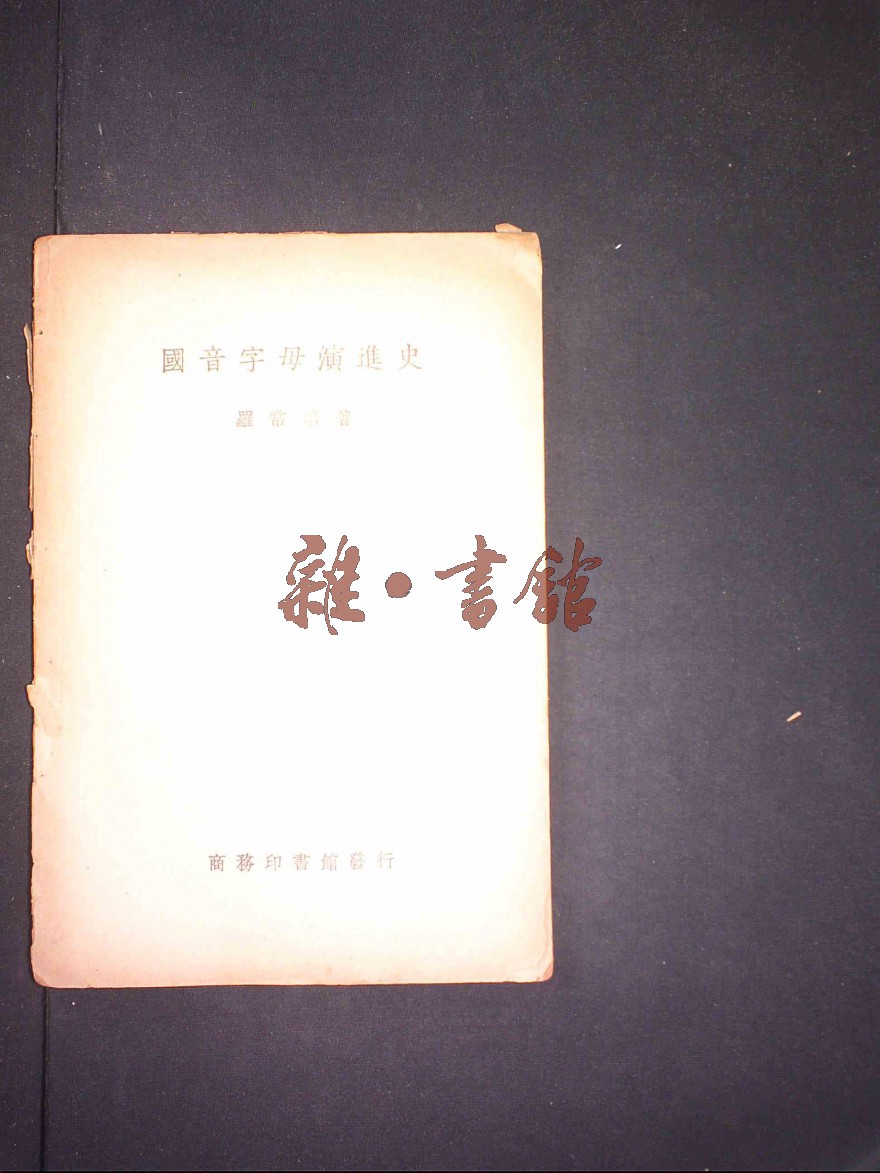 國音字母演進史
羅常培著
雜・書館
商務印書館發行